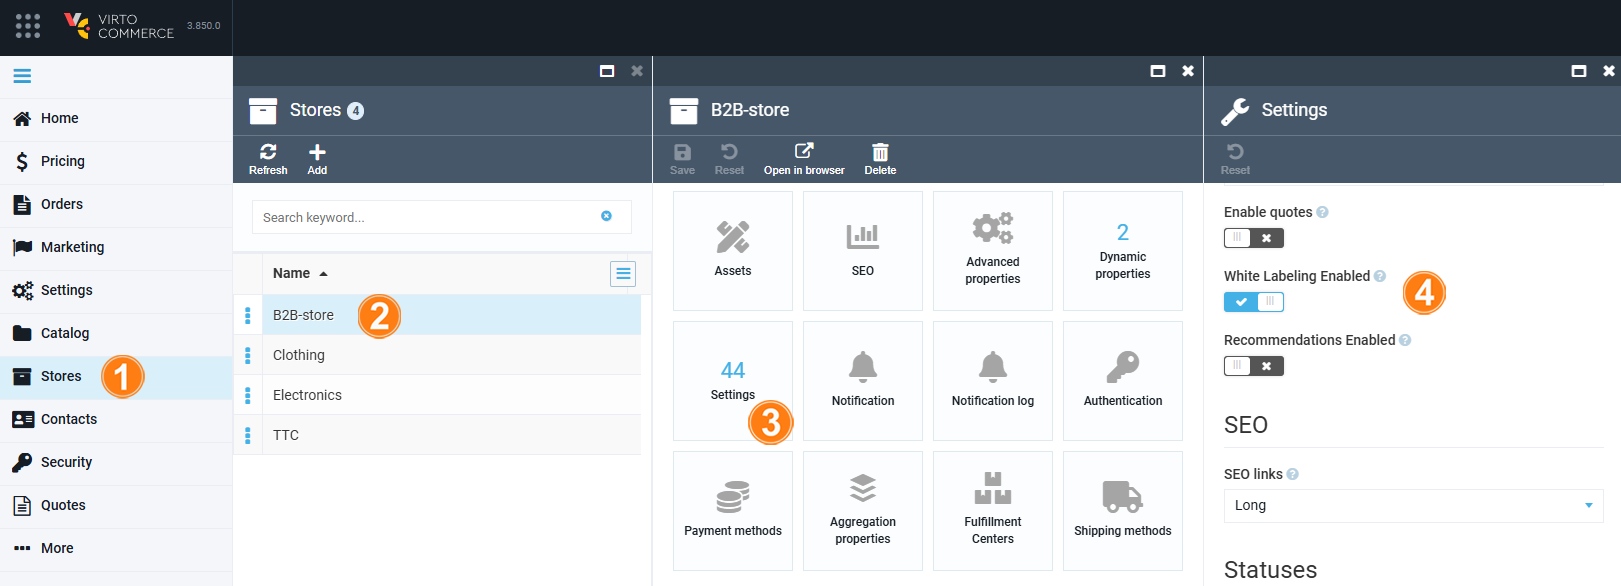 VIRTO
COMMERCE
3.850.0
Home
Pricing
Orders
Marketing
Settings
Catalog
Stores
1
Contacts
Security
Quotes
More
Stores 4
Refresh
Add
Search keyword...
Name
B2B-store
2
Clothing
Electronics
TTC
B2B-store
Save
Reset
Open in browser
Delete
Assets
SEO
Advanced
properties
2
Dynamic
properties
44
Settings
3
Notification
Notification log
Authentication
Payment methods
Aggregation
properties
Fulfillment
Centers
Shipping methods
Settings
Reset
Enable quotes
White Labeling Enabled
4
Recommendations Enabled
SEO
SEO links
Long
Statuses